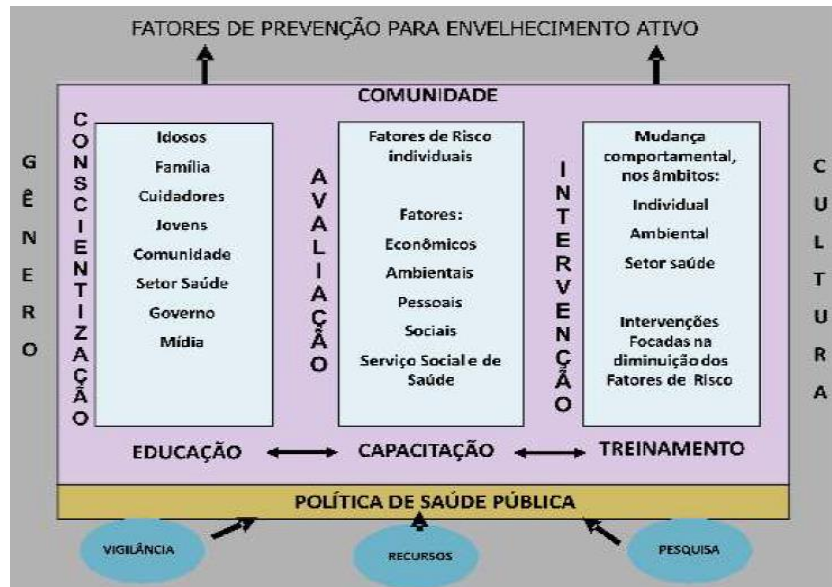 FATORES DE PREVENÇÃO PARA ENVELHECIMENTO ATIVO
GÊNERO
COMUNIDADE
CONSCIENTIZAÇÃO
Idosos
Família
Cuidadores
Jovens
Comunidade
Setor Saúde
Governo
Mídia
AVALIAÇÃO
Fatores de Risco
individuais
Fatores:
Econômicos
Ambientais
Pessoais
Sociais
Serviço Social e de
Saúde
INTERVENÇÃO
Mudança
comportamental,
nos âmbitos:
Individual
Ambiental
Setor saúde
Intervenções
Focadas na
diminuição dos
Fatores de Risco
CULTURA
EDUCAÇÃO
CAPACITAÇÃO
TREINAMENTO
POLÍTICA DE SAÚDE PÚBLICA
VIGILÂNCIA
RECURSOS
PESQUISA